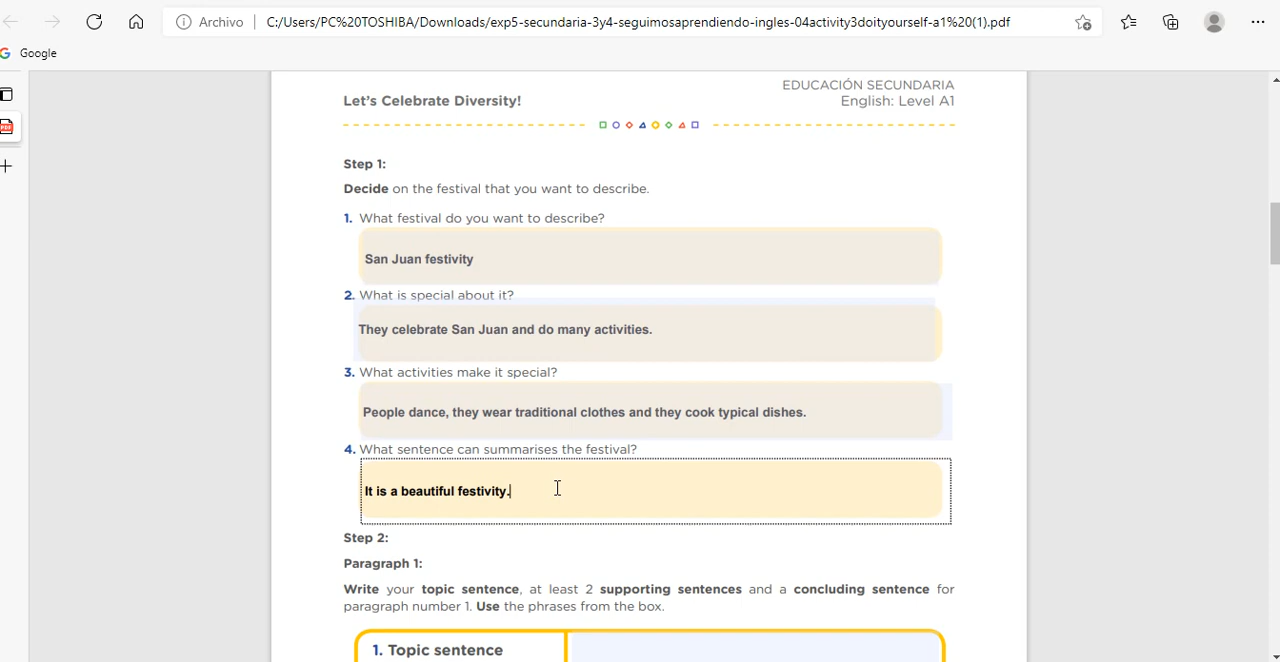 Archivo | C:/Users/PC%20TOSHIBA/Downloads/exp5-secundaria-3y4-seguimosaprendiendo-ingles-04activity3doityourself-a1%20(1).pdf
Google
EDUCACIÓN SECUNDARIA
Let's Celebrate Diversity!
English: Level A1
Step 1:
Decide on the festival that you want to describe.
1. What festival do you want to describe?
San Juan festivity
2. What is special about it?
They celebrate San Juan and do many activities.
3. What activities make it special?
People dance, they wear traditional clothes and they cook typical dishes.
4. What sentence can summarises the festival?
It is a beautiful festivity.
Step 2:
Paragraph 1:
Write your topic sentence, at least 2 supporting sentences and a concluding sentence for
paragraph number 1. Use the phrases from the box.
1. Topic sentence